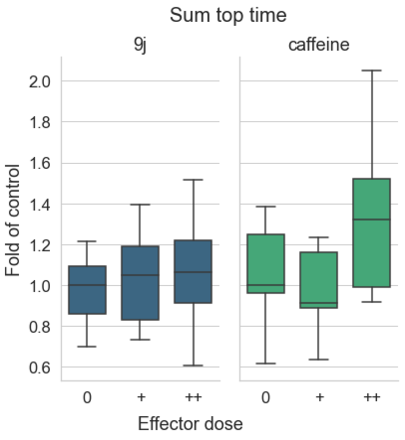 Sum top time
9j
caffeine
Fold of control
2.0
1.8
1.6
1.4
1.2
1.0
0.8
0.6
0 + ++
0 + ++
Effector dose